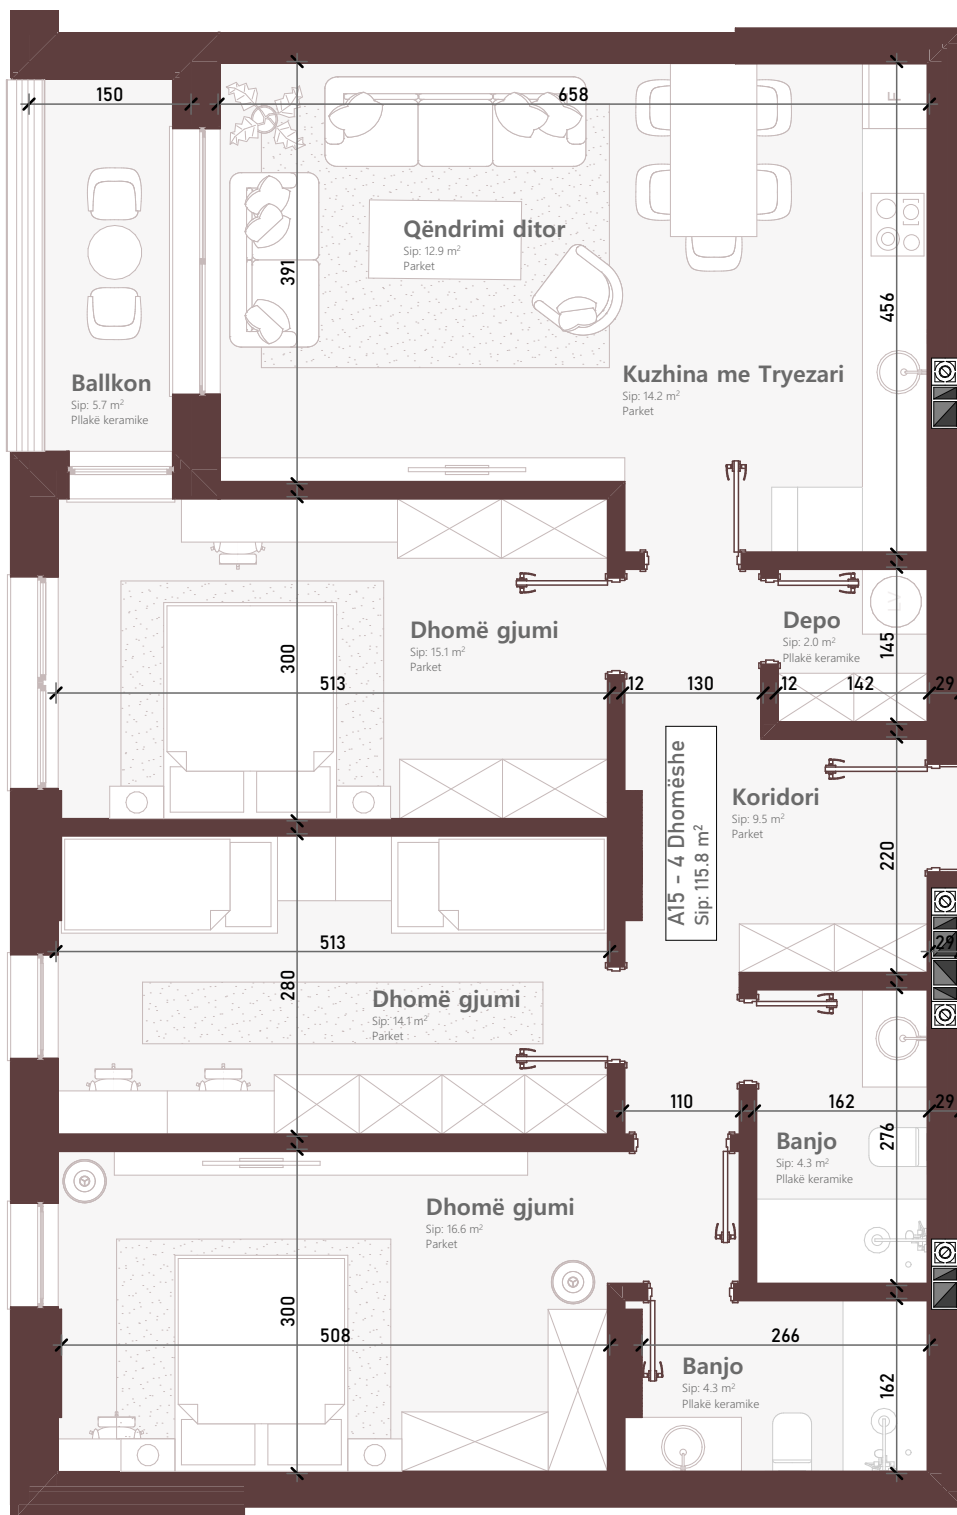 150
658
F
Qëndrimi ditor
Sip: 12.9 m²
Parket
391
456
Ballkon
Sip: 5.7 m²
Pllakë keramike
Kuzhina me Tryezari
Sip: 14.2 m²
Parket
Dhomë gjumi
Sip: 15.1 m²
Parket
300
Depo
Sip: 2.0 m²
Pllakë keramike
145
513
12
130
12
142
29
A15 - 4 Dhomëshe
Sip: 115.8 m²
Koridori
Sip: 9.5 m²
Parket
220
513
29
280
Dhomë gjumi
Sip: 14.1 m²
Parket
110
162
29
276
Banjo
Sip: 4.3 m²
Pllakë keramike
Dhomë gjumi
Sip: 16.6 m²
Parket
300
508
266
Banjo
Sip: 4.3 m²
Pllakë keramike
162